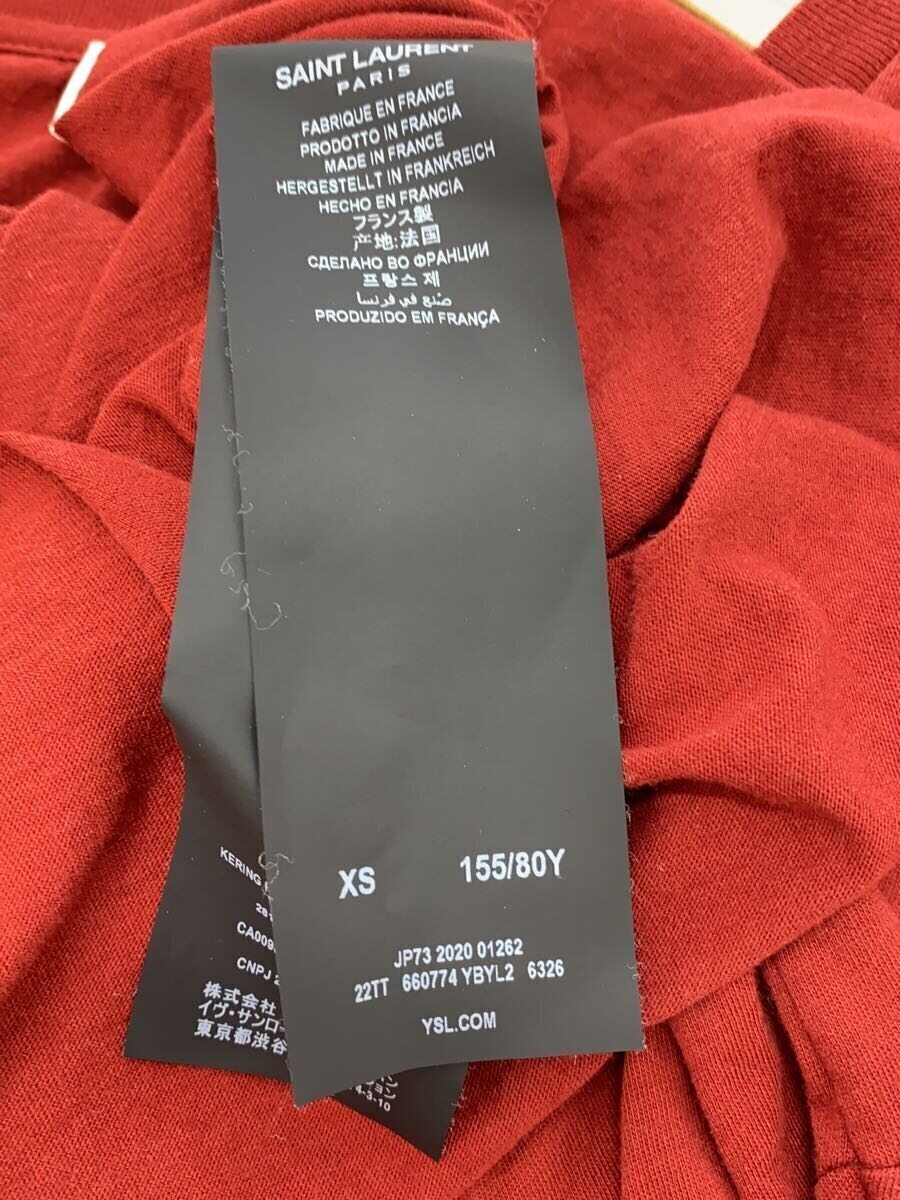 SAINT LAURENT
PARIS
FABRIQUE EN FRANCE
PRODOTTO IN FRANCIA
MADE IN FRANCE
HERGESTELLT IN FRANKREICH
HECHO EN FRANCIA
フランス製
产地:法国
СДЕЛАНО ВО ФРАНЦИИ
프랑스 제
صنع في فرنسا
PRODUZIDO EM FRANÇA
XS 155/80Y
JP73 2020 01262
22TT 660774 YBYL2 6326
YSL.COM
KERING
CNPJ
株式会社
イヴ・サンロー
東京都渋谷
4-3-10